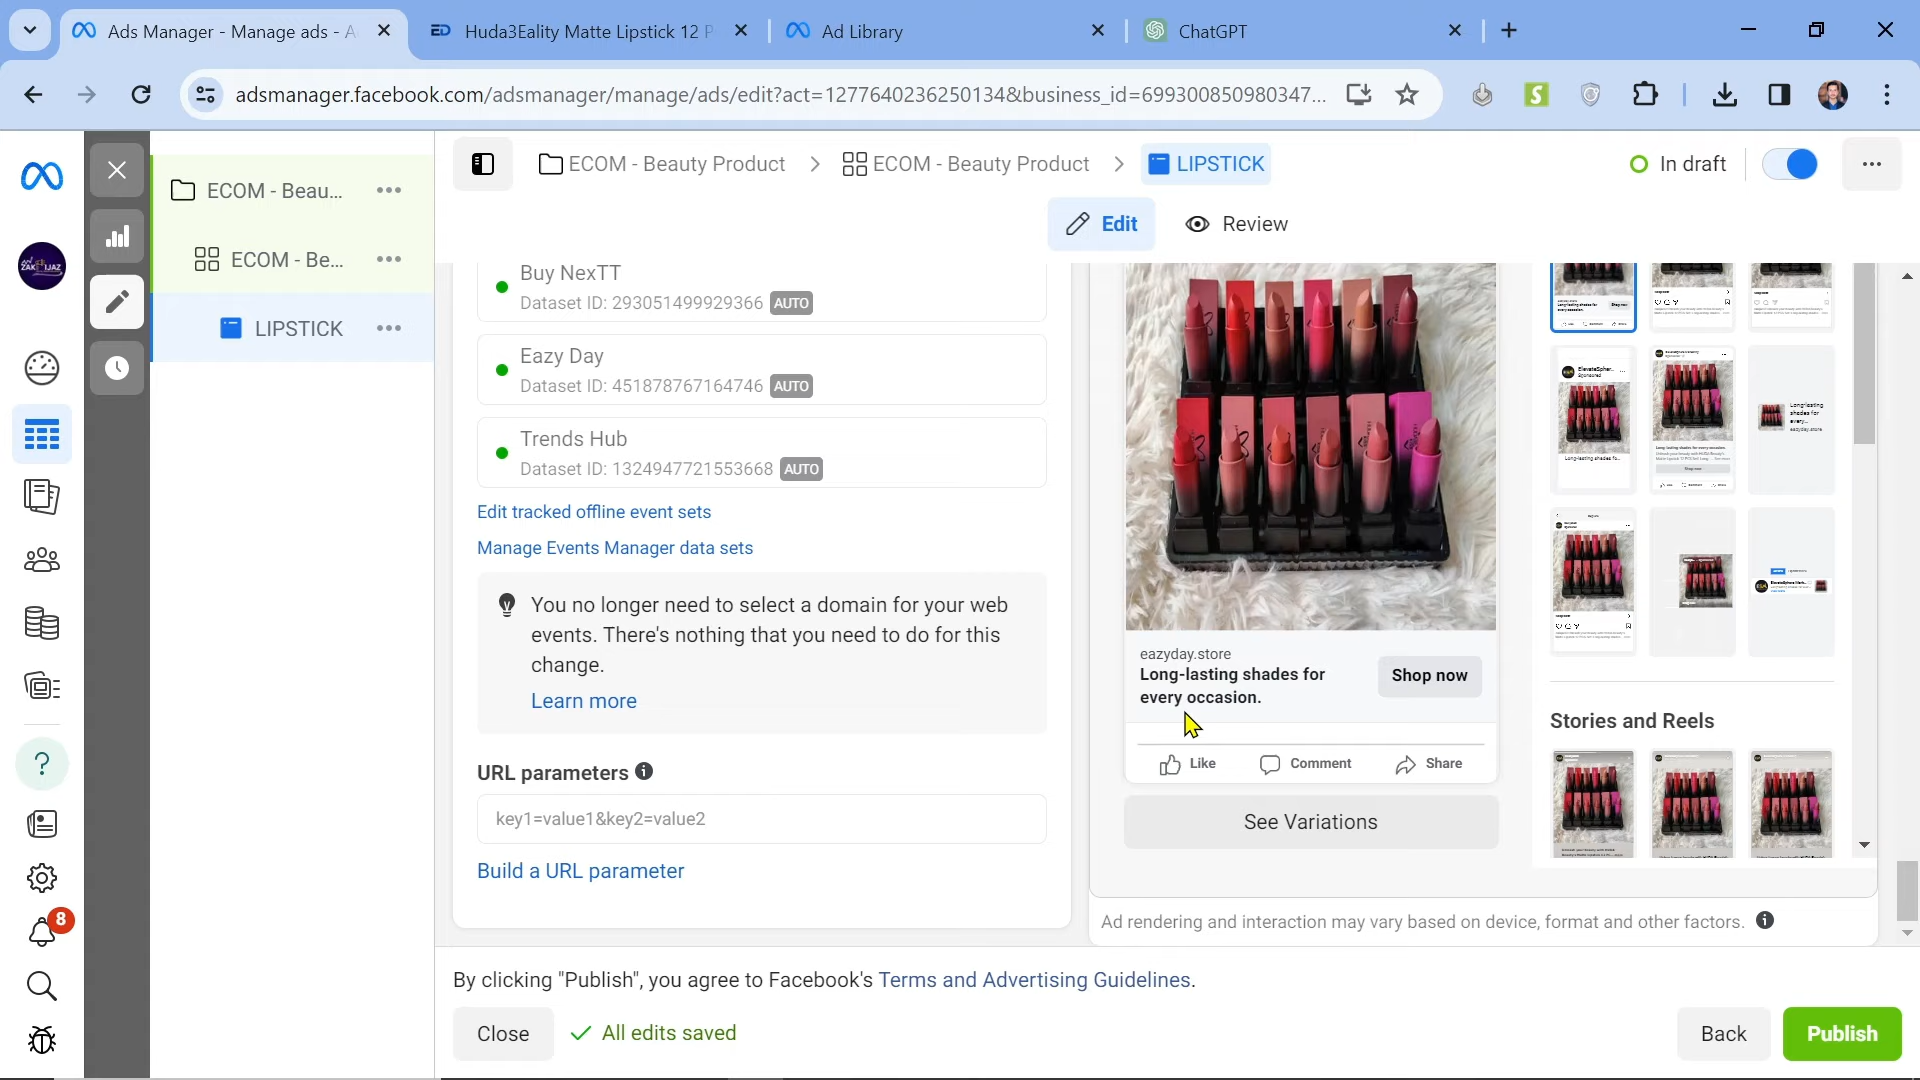 Ads Manager - Manage ads - A
Huda3Eality Matte Lipstick 12 P
Ad Library
ChatGPT
adsmanager.facebook.com/adsmanager/manage/ads/edit?act=1277640236250134&business_id=699300850980347...
ECOM - Beauty Product
ECOM - Beauty Product
LIPSTICK
In draft
Edit
Review
ECOM - Beau...
ECOM - Be...
LIPSTICK
8
Buy NexTT
Dataset ID: 293051499929366 AUTO
Eazy Day
Dataset ID: 451878767164746 AUTO
Trends Hub
Dataset ID: 1324947721553668 AUTO
Edit tracked offline event sets
Manage Events Manager data sets
You no longer need to select a domain for your web
events. There's nothing that you need to do for this
change.
Learn more
URL parameters
key1=value1&key2=value2
Build a URL parameter
eazyday.store
Long-lasting shades for
every occasion.
Shop now
Like
Comment
Share
See Variations
Long-lasting
shades for
every...
eazyday.store
Stories and Reels
Ad rendering and interaction may vary based on device, format and other factors.
By clicking "Publish", you agree to Facebook's Terms and Advertising Guidelines.
Close
All edits saved
Back
Publish